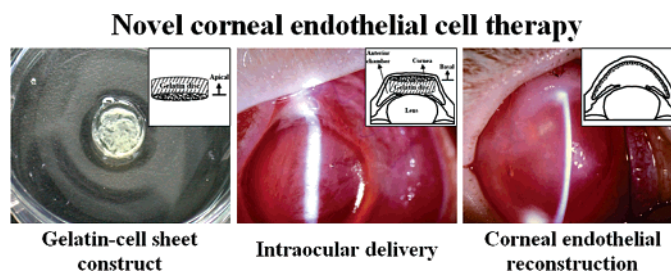 Novel corneal endothelial cell therapy
Apical
Anterior
chamber
Cornea
Basal
Lens
Gelatin-cell sheet
construct
Intraocular delivery
Corneal endothelial
reconstruction